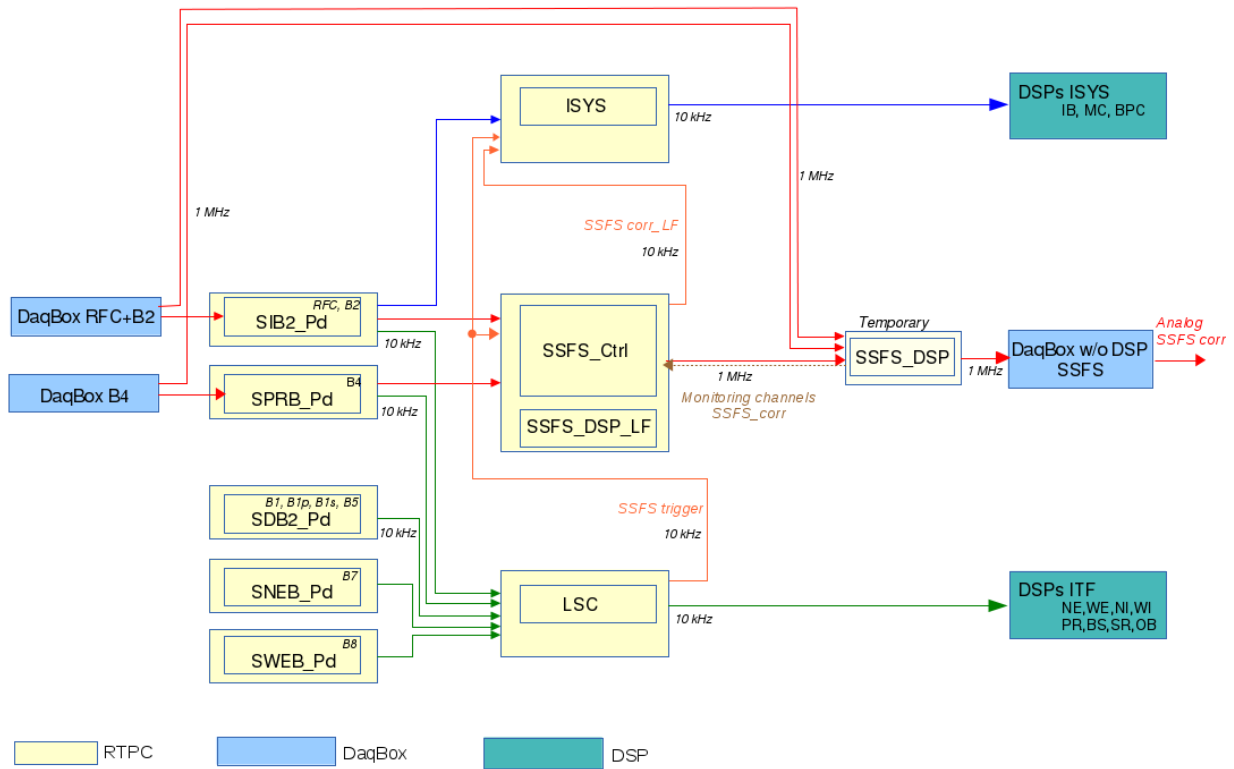 ISYS
10 kHz
DSPs ISYS
IB, MC, BPC
1 MHz
1 MHz
SSFS corr_LF
10 kHz
DaqBox RFC+B2
RFC, B2
SIB2_Pd
10 kHz
SSFS_Ctrl
SSFS_DSP_LF
Temporary
SSFS_DSP
1 MHz
Monitoring channels
SSFS_corr
1 MHz
DaqBox w/o DSP
SSFS
Analog
SSFS corr
DaqBox B4
B4
SPRB_Pd
10 kHz
B1, B1p, B1s, B5
SDB2_Pd
10 kHz
SSFS trigger
10 kHz
B7
SNEB_Pd
LSC
10 kHz
DSPs ITF
NE,WE,NI,WI
PR,BS,SR,OB
B8
SWEB_Pd
RTPC
DaqBox
DSP